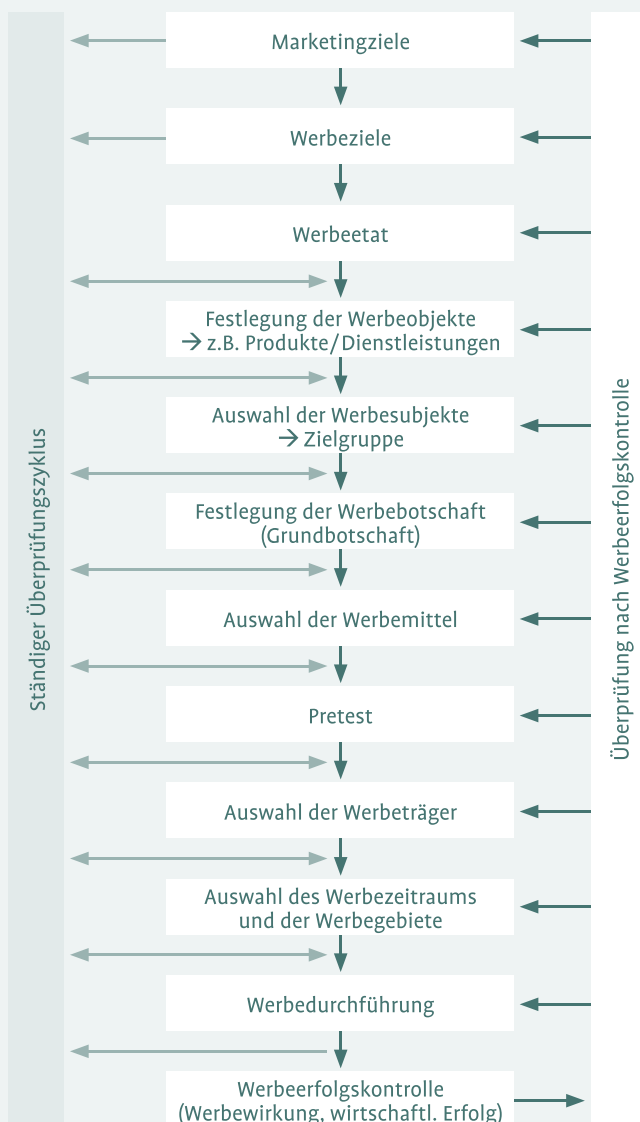 Marketingziele
Werbeziele
Werbeetat
Festlegung der Werbeobjekte
→ z.B. Produkte/Dienstleistungen
Auswahl der Werbesubjekte
→ Zielgruppe
Festlegung der Werbebotschaft
(Grundbotschaft)
Auswahl der Werbemittel
Pretest
Auswahl der Werbeträger
Auswahl des Werbezeitraums
und der Werbegebiete
Werbedurchführung
Werbeerfolgskontrolle
(Werbewirkung, wirtschaftl. Erfolg)
Ständiger Überprüfungszyklus
Überprüfung nach Werbeerfolgskontrolle